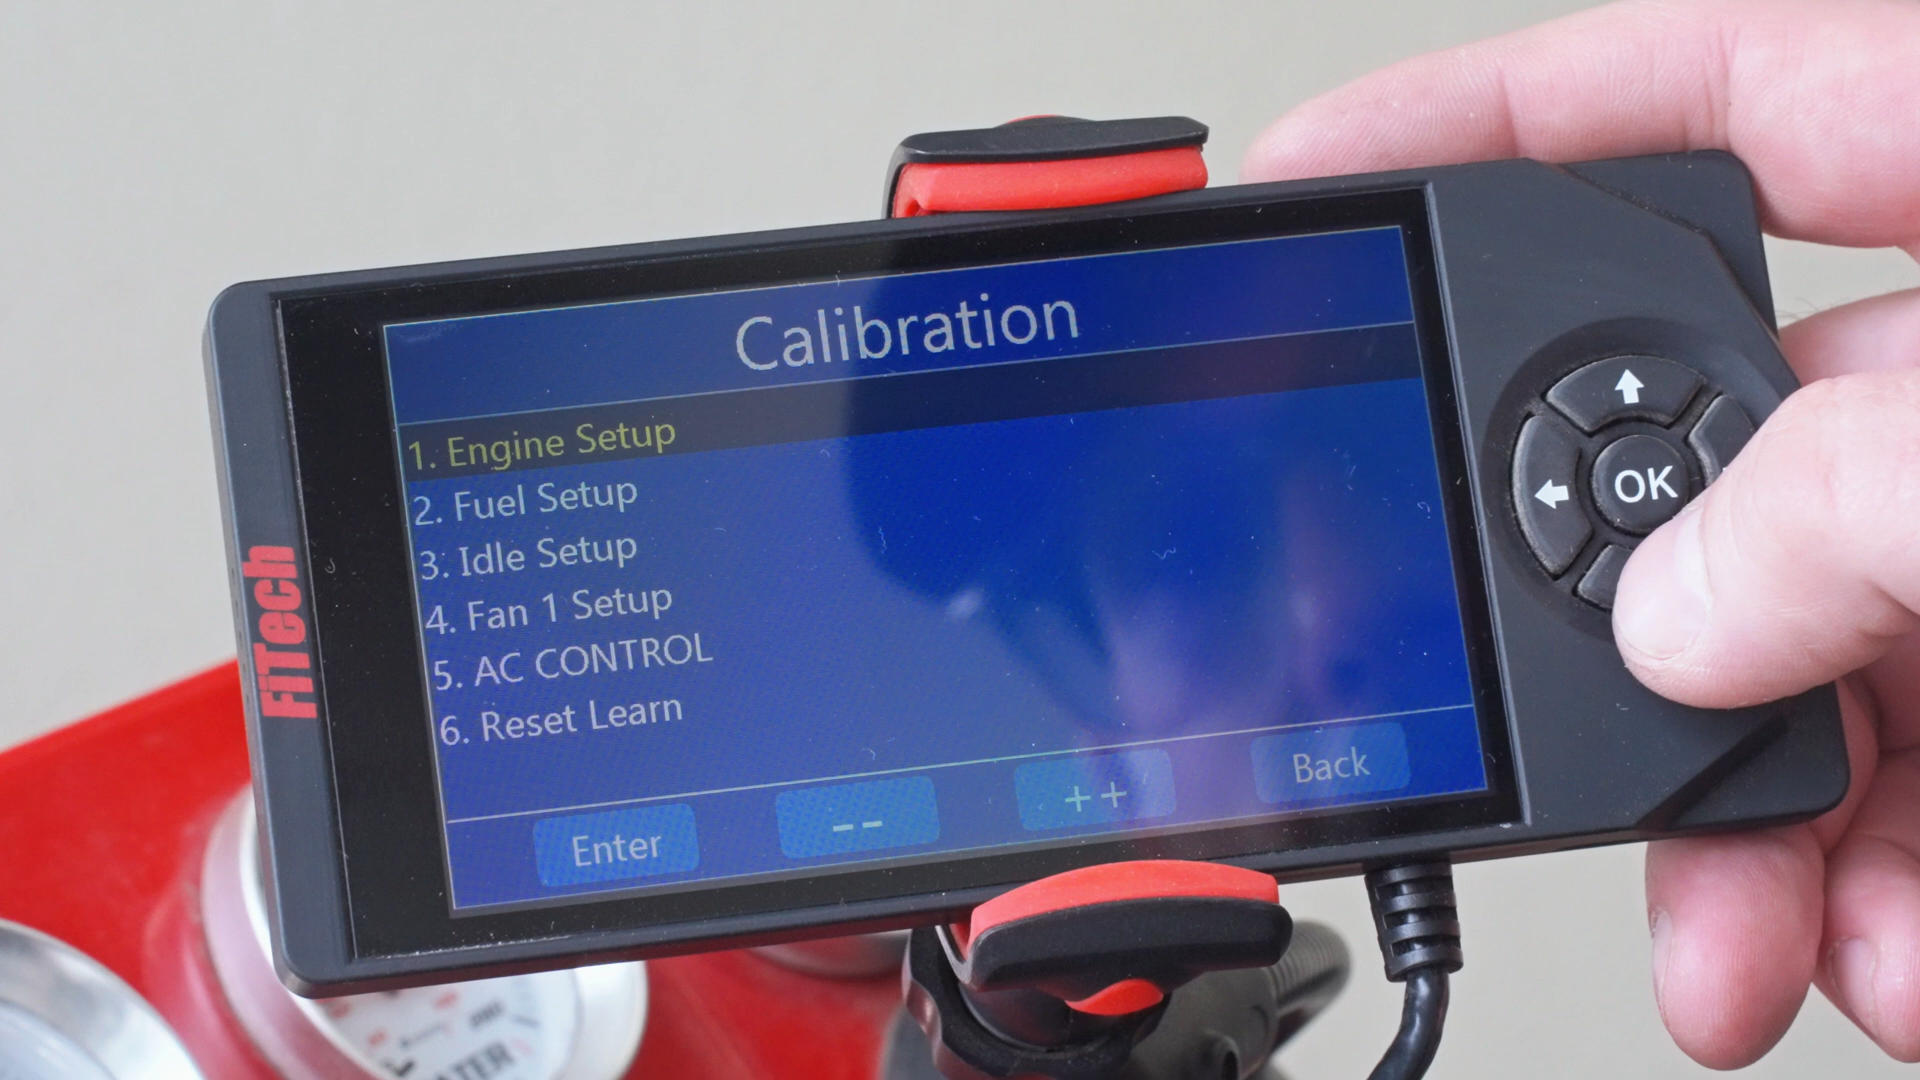 Calibration
1. Engine Setup
2. Fuel Setup
3. Idle Setup
4. Fan 1 Setup
5. AC CONTROL
6. Reset Learn
Enter
--
++
Back
OK
FiTech